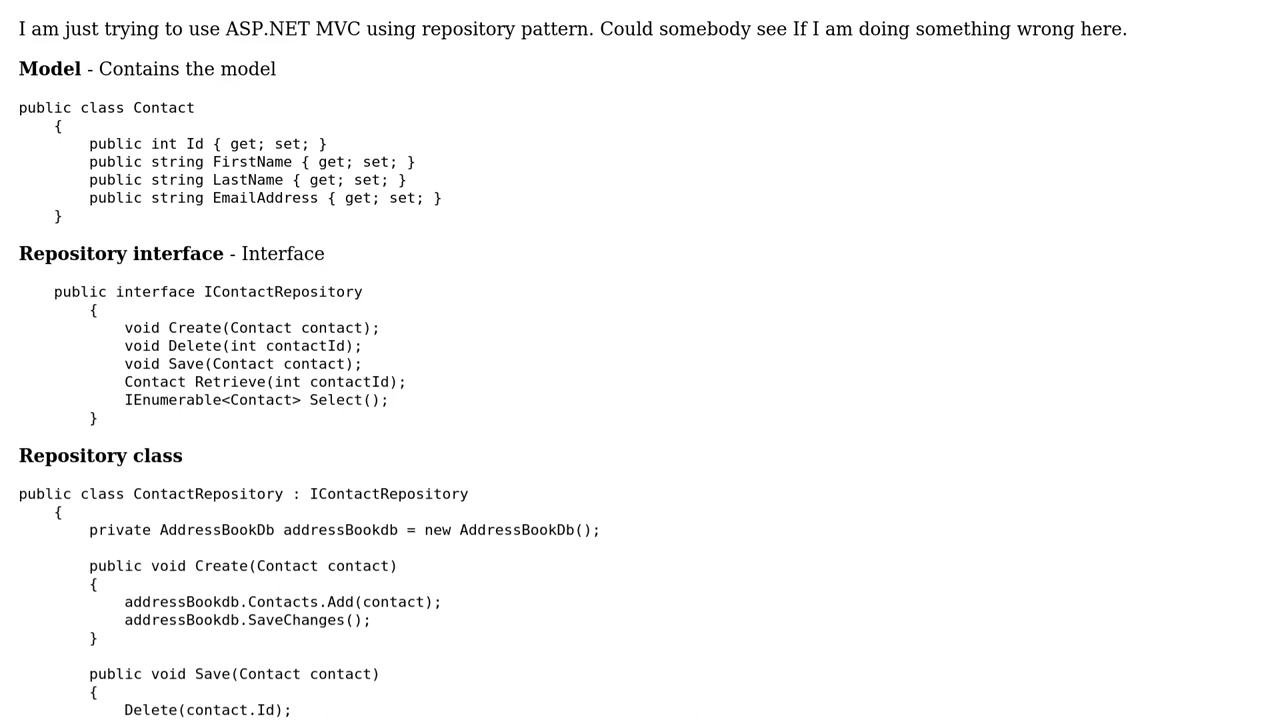 I am just trying to use ASP.NET MVC using repository pattern. Could somebody see If I am doing something wrong here.
Model - Contains the model
public class Contact
    {
        public int Id { get; set; }
        public string FirstName { get; set; }
        public string LastName { get; set; }
        public string EmailAddress { get; set; }
    }
Repository interface - Interface
    public interface IContactRepository
        {
            void Create(Contact contact);
            void Delete(int contactId);
            void Save(Contact contact);
            Contact Retrieve(int contactId);
            IEnumerable<Contact> Select();
        }
Repository class
public class ContactRepository : IContactRepository
    {
        private AddressBookDb addressBookdb = new AddressBookDb();

        public void Create(Contact contact)
        {
            addressBookdb.Contacts.Add(contact);
            addressBookdb.SaveChanges();
        }

        public void Save(Contact contact)
        {
            Delete(contact.Id);